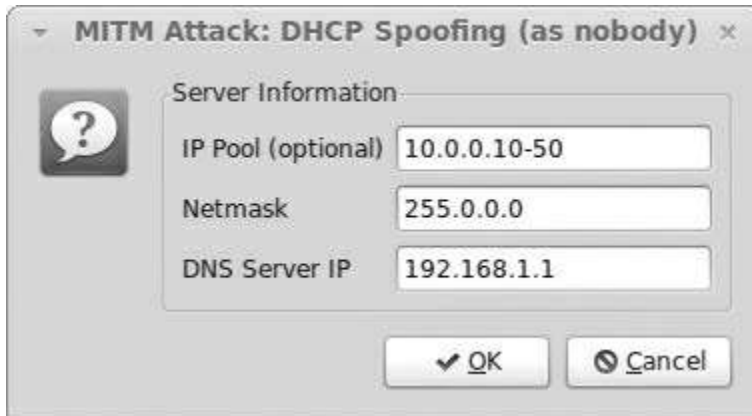 MITM Attack: DHCP Spoofing (as nobody)
Server Information
IP Pool (optional) 10.0.0.10-50
Netmask 255.0.0.0
DNS Server IP 192.168.1.1
OK Cancel